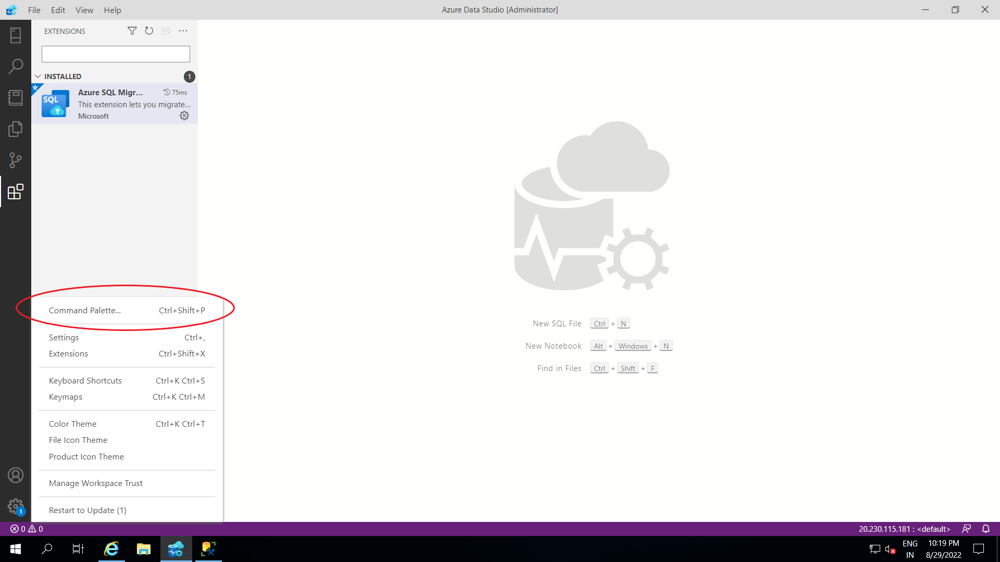 File Edit View Help
Azure Data Studio [Administrator]
EXTENSIONS
INSTALLED 1
SQL
Azure SQL Migr... 75ms
This extension lets you migrate...
Microsoft
Command Palette... Ctrl+Shift+P
Settings Ctrl+,
Extensions Ctrl+Shift+X
Keyboard Shortcuts Ctrl+K Ctrl+S
Keymaps Ctrl+K Ctrl+M
Color Theme Ctrl+K Ctrl+T
File Icon Theme
Product Icon Theme
Manage Workspace Trust
Restart to Update (1)
1
New SQL File Ctrl + N
New Notebook Alt + Windows + N
Find in Files Ctrl + Shift + F
0 0
20.230.115.181 : <default>
ENG
IN
10:19 PM
8/29/2022